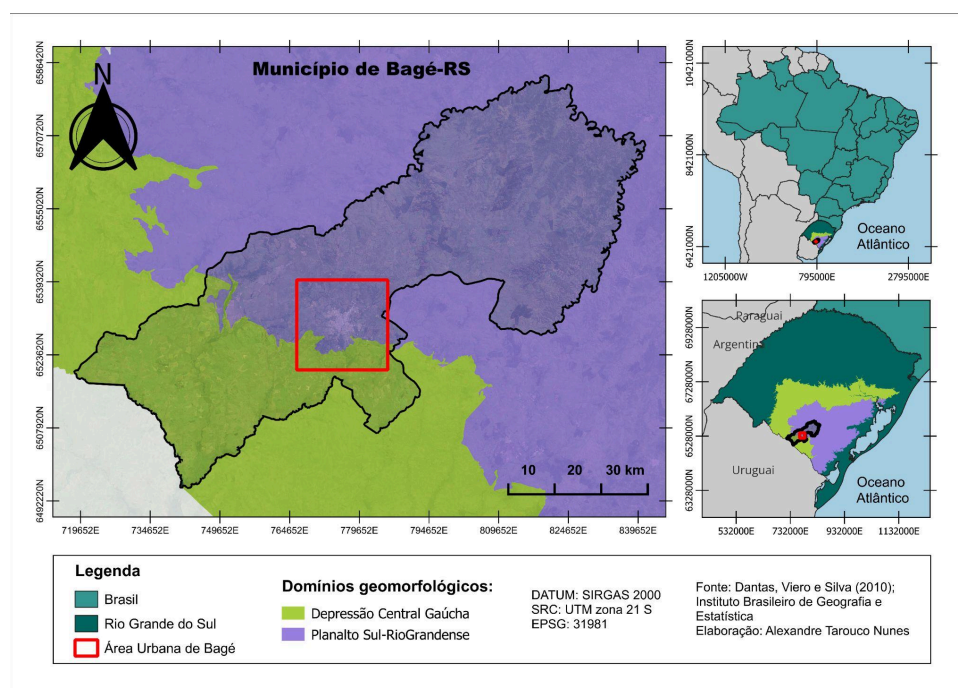 Município de Bagé-RS
N
6586420N
6570720N
6555020N
6539320N
6523620N
6507920N
6492220N
719652E
734652E
749652E
764652E
779652E
794652E
809652E
824652E
839652E
10
20
30 km
10421000N
8421000N
6421000N
Oceano
Atlântico
1209000W
795000E
2795000E
6928000N
6728000N
6528000N
6328000N
Paraguai
Argentina
Uruguai
Oceano
Atlântico
532000E
732000E
932000E
1132000E
Legenda
Brasil
Rio Grande do Sul
Área Urbana de Bagé
Domínios geomorfológicos:
Depressão Central Gaúcha
Planalto Sul-RioGrandense
DATUM: SIRGAS 2000
SRC: UTM zona 21 S
EPSG: 31981
Fonte: Dantas, Viero e Silva (2010);
Instituto Brasileiro de Geografia e
Estatística
Elaboração: Alexandre Tarouco Nunes